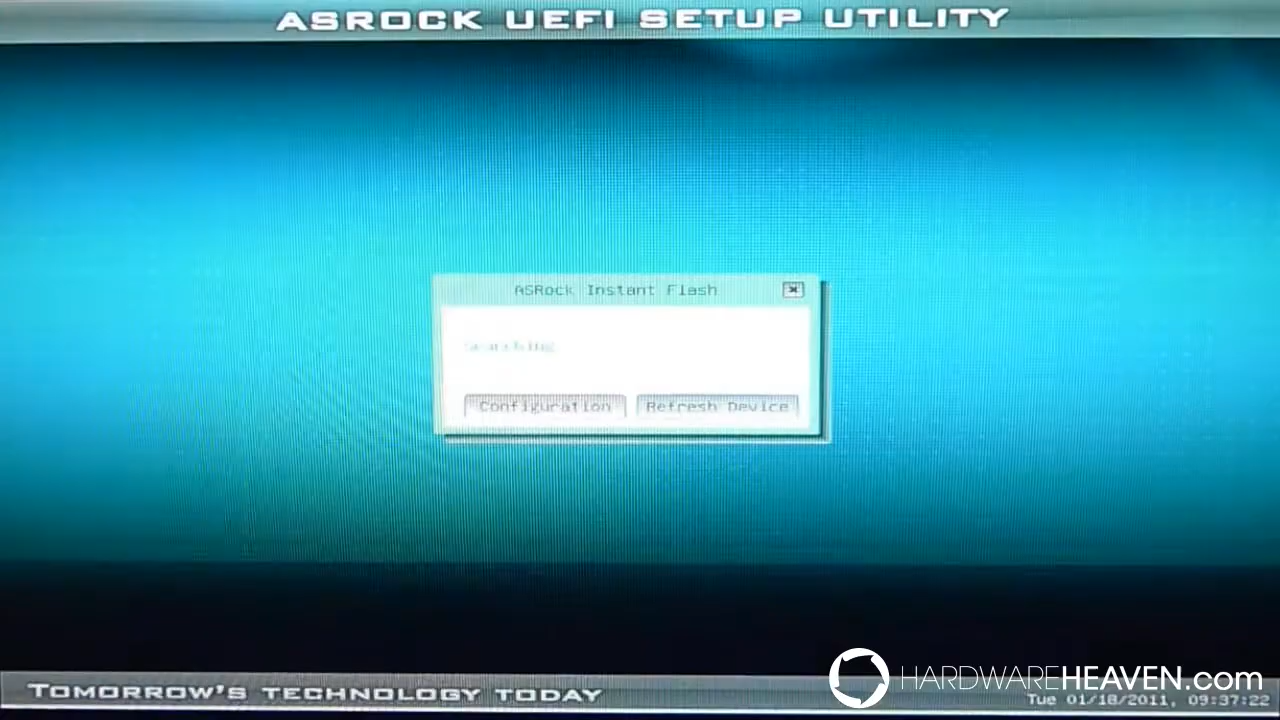 ASROCK UEFI SETUP UTILITY
ASRock Instant Flash
Searching
Configuration
Refresh Device
TOMORROW'S TECHNOLOGY TODAY
HARDWAREHEAVEN.com
Tue 01/18/2011, 09:37:22